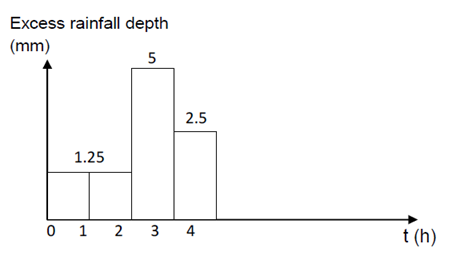 Excess rainfall depth
(mm)
5
2.5
1.25
0 1 2 3 4
t (h)